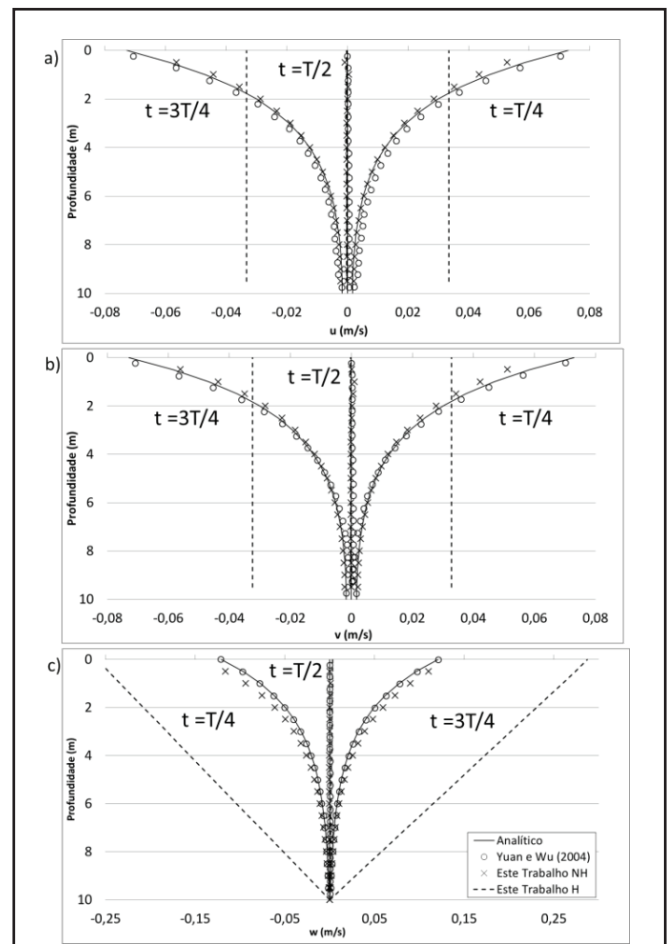 a)
0
2
4
6
8
10
Profundidade (m)
t =T/2
t =3T/4
t =T/4
-0,08 -0,06 -0,04 -0,02 0 0,02 0,04 0,06 0,08
u (m/s)
b)
0
2
4
6
8
10
Profundidade (m)
t =T/2
t =3T/4
t =T/4
-0,08 -0,06 -0,04 -0,02 0 0,02 0,04 0,06 0,08
v (m/s)
c)
0
2
4
6
8
10
Profundidade (m)
t =T/2
t =T/4
t =3T/4
Analítico
Yuan e Wu (2004)
Este Trabalho NH
Este Trabalho H
-0,25 -0,15 -0,05 0,05 0,15 0,25
w (m/s)